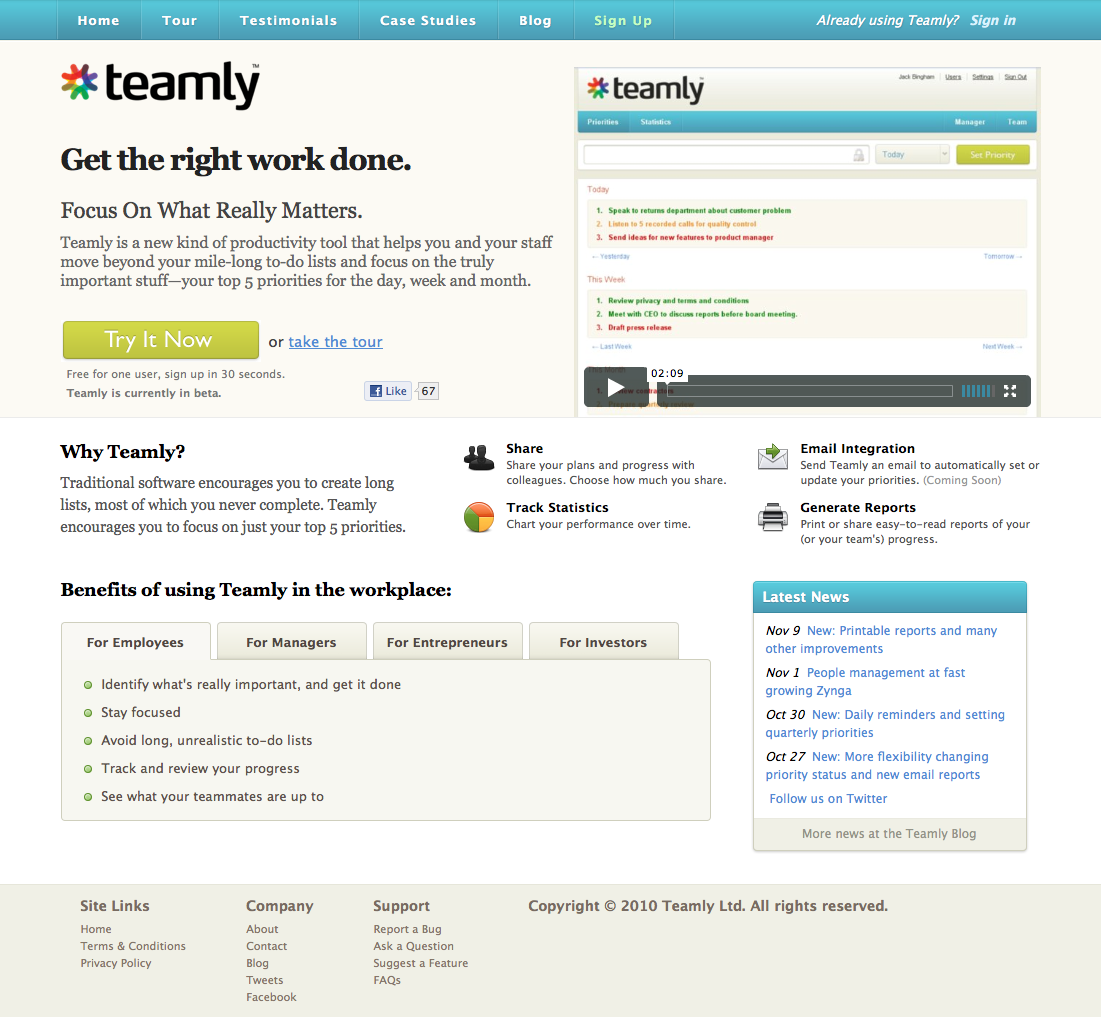 Home Tour Testimonials Case Studies Blog Sign Up Already using Teamly? Sign in
teamly™
Get the right work done.
Focus On What Really Matters.
Teamly is a new kind of productivity tool that helps you and your staff
move beyond your mile-long to-do lists and focus on the truly
important stuff—your top 5 priorities for the day, week and month.
Try It Now or take the tour
Free for one user, sign up in 30 seconds.
Teamly is currently in beta.
Like 67
Jack Bingham Users Settings Sign Out
teamly
Priorities Statistics Manager Team
Today Set Priority
Today
1. Speak to returns department about customer problem
2. Listen to 5 recorded calls for quality control
3. Send ideas for new features to product manager
← Yesterday Tomorrow →
This Week
1. Review privacy and terms and conditions
2. Meet with CEO to discuss reports before board meeting.
3. Draft press release
← Last Week Next Week →
This Month
02:09
Why Teamly?
Traditional software encourages you to create long
lists, most of which you never complete. Teamly
encourages you to focus on just your top 5 priorities.
Share
Share your plans and progress with
colleagues. Choose how much you share.
Track Statistics
Chart your performance over time.
Email Integration
Send Teamly an email to automatically set or
update your priorities. (Coming Soon)
Generate Reports
Print or share easy-to-read reports of your
(or your team's) progress.
Benefits of using Teamly in the workplace:
For Employees For Managers For Entrepreneurs For Investors
Identify what's really important, and get it done
Stay focused
Avoid long, unrealistic to-do lists
Track and review your progress
See what your teammates are up to
Latest News
Nov 9 New: Printable reports and many
other improvements
Nov 1 People management at fast
growing Zynga
Oct 30 New: Daily reminders and setting
quarterly priorities
Oct 27 New: More flexibility changing
priority status and new email reports
Follow us on Twitter
More news at the Teamly Blog
Site Links
Home
Terms & Conditions
Privacy Policy
Company
About
Contact
Blog
Tweets
Facebook
Support
Report a Bug
Ask a Question
Suggest a Feature
FAQs
Copyright © 2010 Teamly Ltd. All rights reserved.